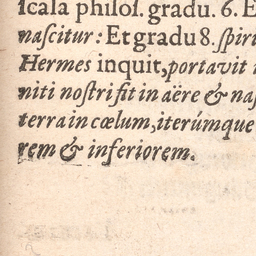 scala philos. gradu. 6. E
nascitur: Et gradu 8. spiri
Hermes inquit, portavit
niti nostri fit in aëre & nas
terra in cœlum, iterúmque
rem & inferiorem.